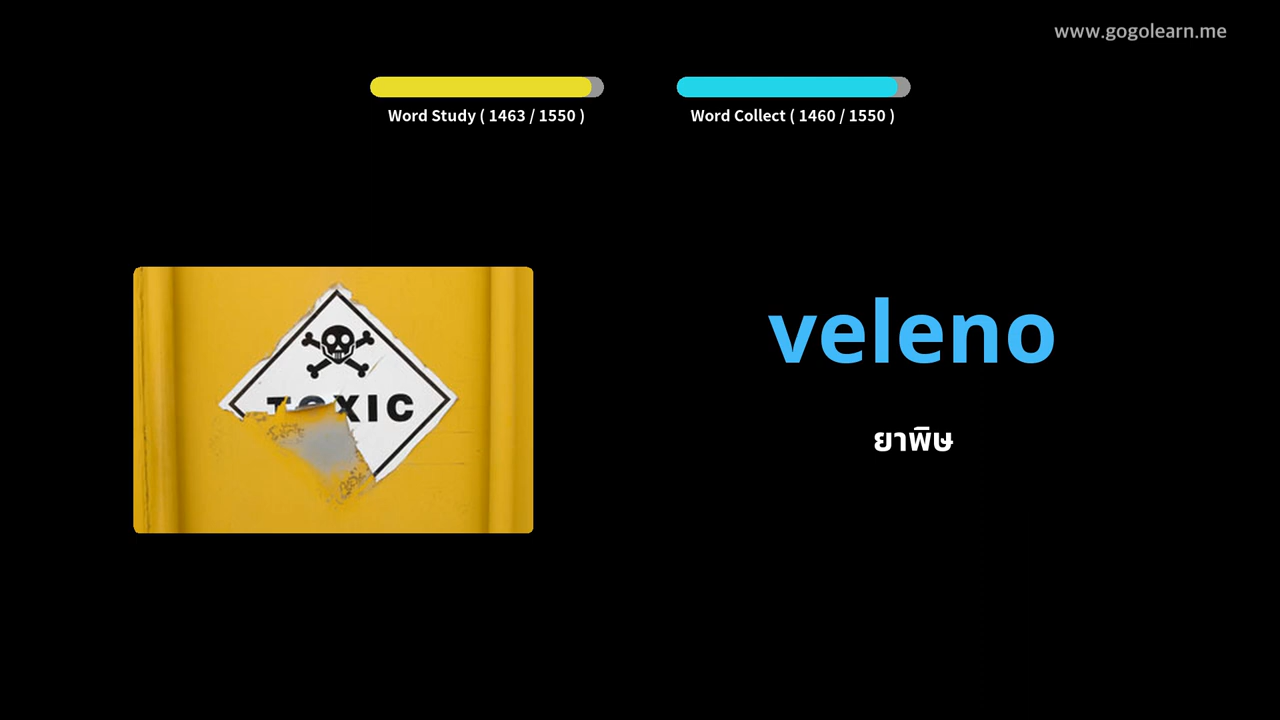 www.gogolearn.me
Word Study ( 1463 / 1550 )
Word Collect ( 1460 / 1550 )
TOXIC
veleno
ยาพิษ